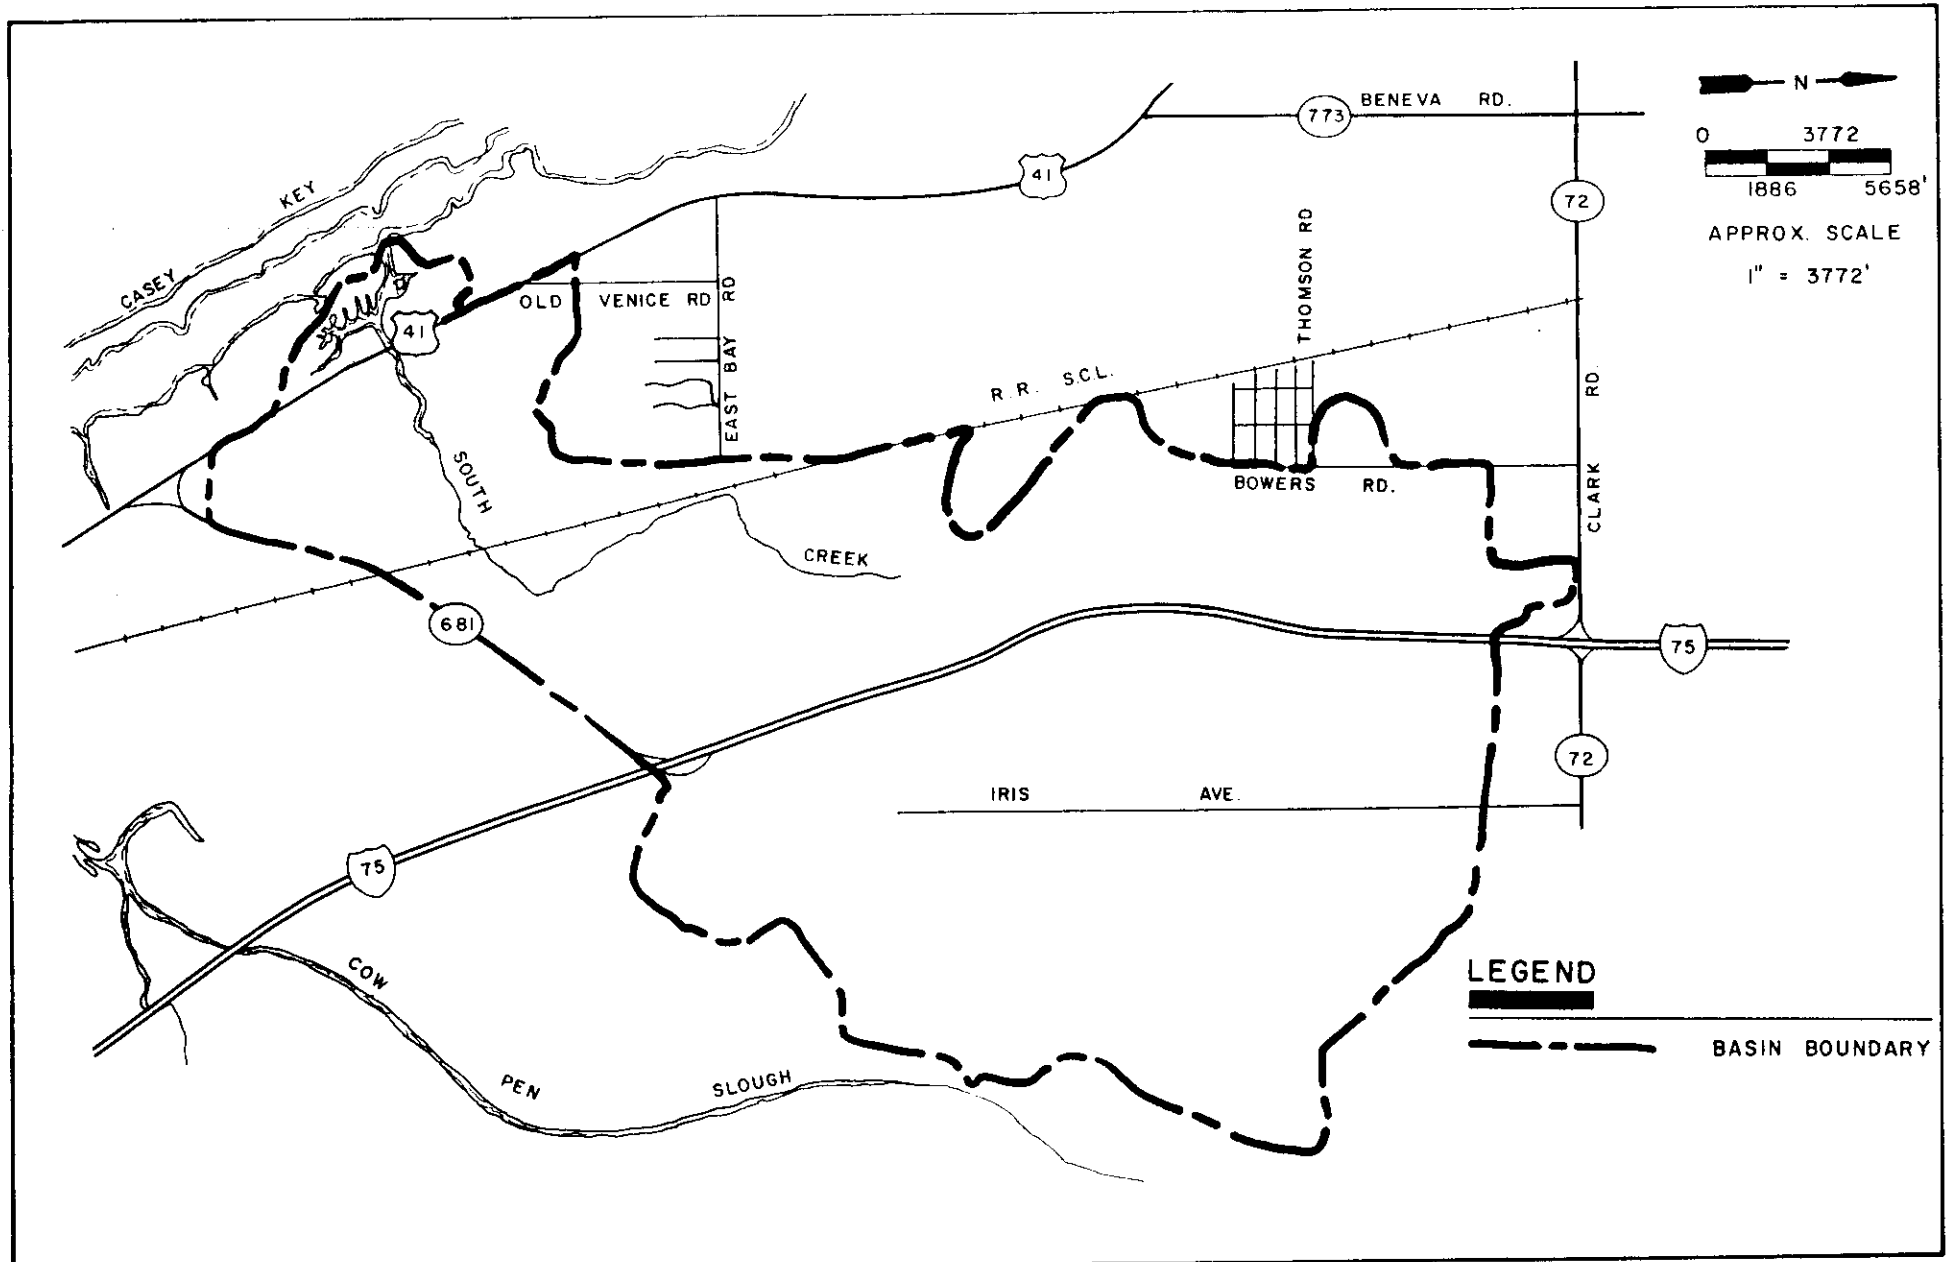 N
0 3772
1886 5658'
APPROX. SCALE
1" = 3772'
BENEVA RD.
773
41
72
KEY
CASEY
THOMSON RD
OLD VENICE RD
EAST BAY RD
41
R.R. S.C.L.
CLARK RD.
SOUTH
CREEK
BOWERS RD.
681
75
72
IRIS AVE.
75
COW
PEN
SLOUGH
LEGEND
BASIN BOUNDARY